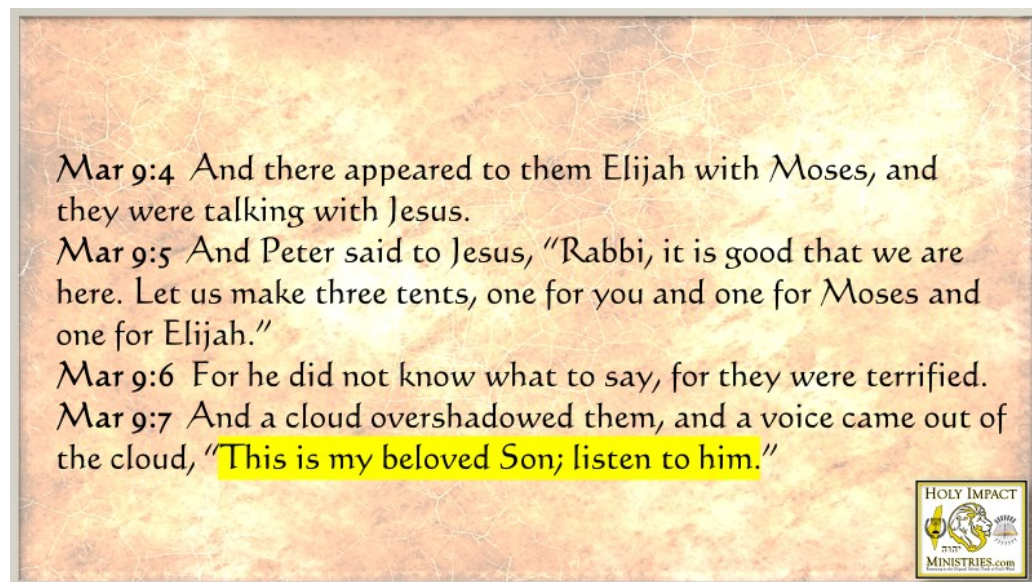 Mar 9:4 And there appeared to them Elijah with Moses, and
they were talking with Jesus.
Mar 9:5 And Peter said to Jesus, “Rabbi, it is good that we are
here. Let us make three tents, one for you and one for Moses and
one for Elijah.”
Mar 9:6 For he did not know what to say, for they were terrified.
Mar 9:7 And a cloud overshadowed them, and a voice came out of
the cloud, “This is my beloved Son; listen to him.”
HOLY IMPACT
יהוה
MINISTRIES.com